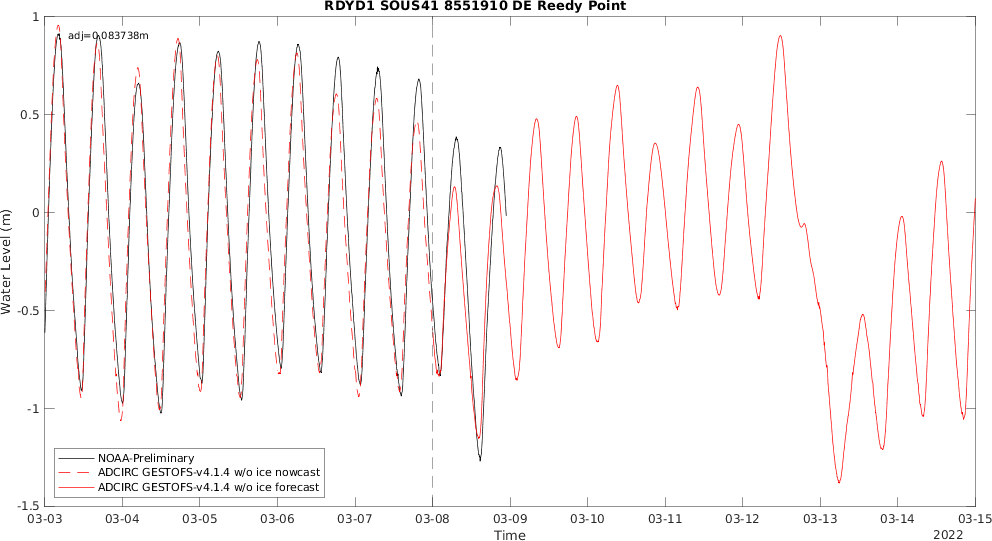 RDYD1 SOUS41 8551910 DE Reedy Point
adj=0.083738m
Water Level (m)
1
0.5
0
-0.5
-1
-1.5
NOAA-Preliminary
ADCIRC GESTOFS-v4.1.4 w/o ice nowcast
ADCIRC GESTOFS-v4.1.4 w/o ice forecast
03-03 03-04 03-05 03-06 03-07 03-08 03-09 03-10 03-11 03-12 03-13 03-14 03-15
Time
2022